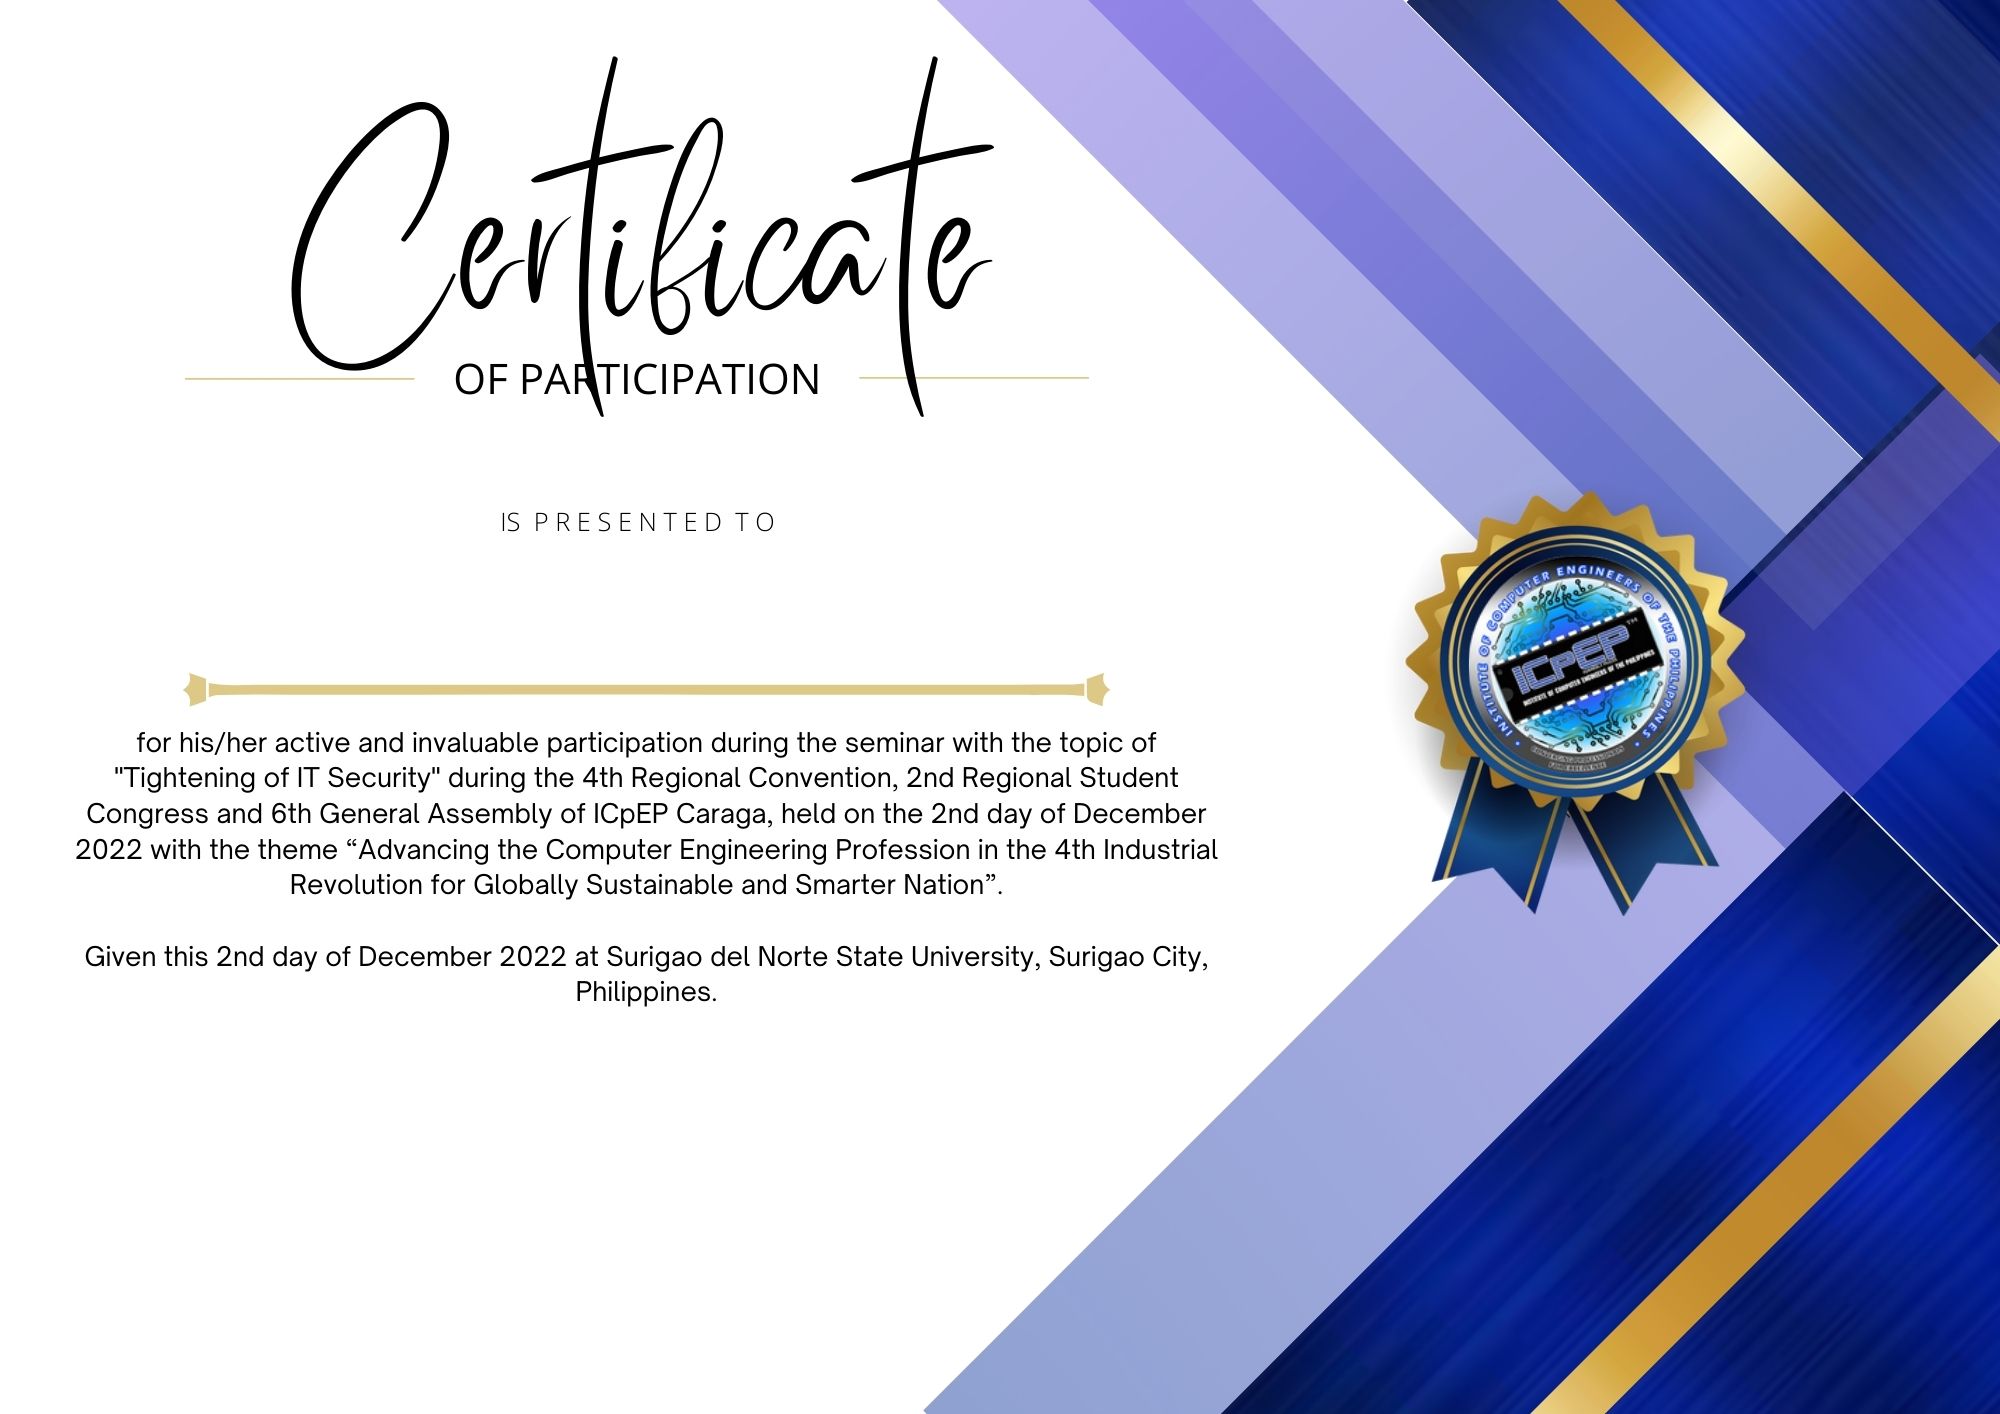 Certificate
OF PARTICIPATION
IS PRESENTED TO
for his/her active and invaluable participation during the seminar with the topic of
"Tightening of IT Security" during the 4th Regional Convention, 2nd Regional Student
Congress and 6th General Assembly of ICpEP Caraga, held on the 2nd day of December
2022 with the theme “Advancing the Computer Engineering Profession in the 4th Industrial
Revolution for Globally Sustainable and Smarter Nation”.
Given this 2nd day of December 2022 at Surigao del Norte State University, Surigao City,
Philippines.
INSTITUTE OF COMPUTER ENGINEERS OF THE PHILIPPINES
ICpEP TM
INSTITUTE OF COMPUTER ENGINEERS OF THE PHILIPPINES
FOR EXCELLENCE